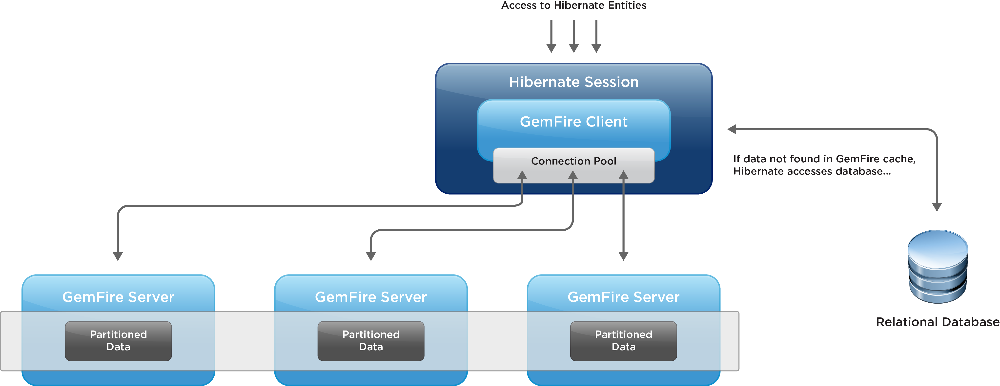 Access to Hibernate Entities
Hibernate Session
GemFire Client
Connection Pool
If data not found in GemFire cache,
Hibernate accesses database...
GemFire Server
GemFire Server
GemFire Server
Partitioned
Data
Partitioned
Data
Partitioned
Data
Relational Database